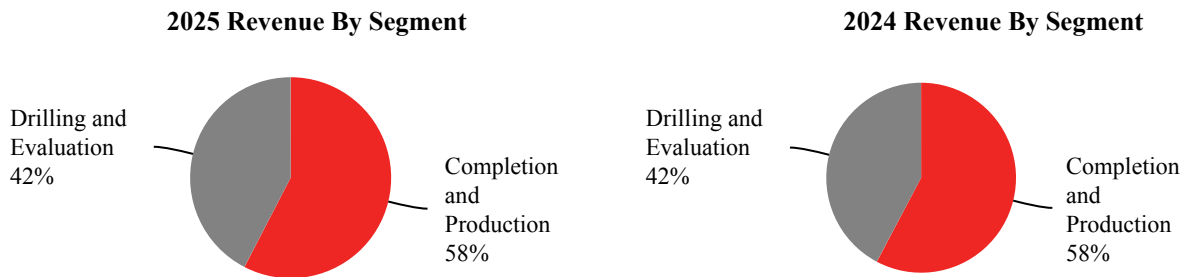 2025 Revenue By Segment
Drilling and
Evaluation
42%
Completion
and
Production
58%
2024 Revenue By Segment
Drilling and
Evaluation
42%
Completion
and
Production
58%